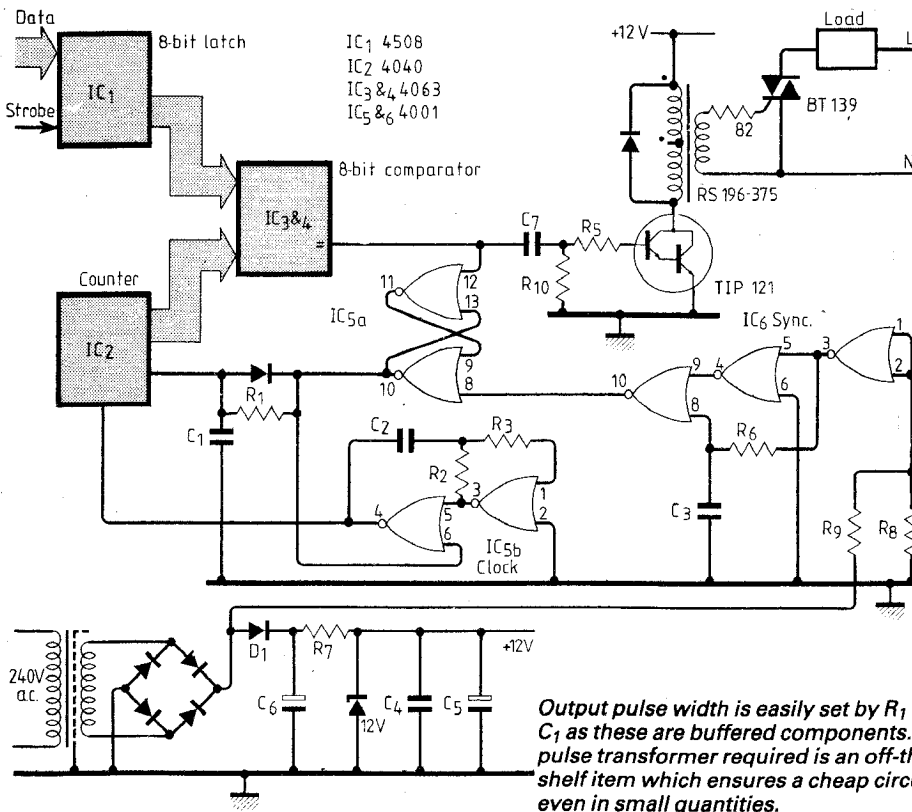 Data
8-bit latch
IC1
Strobe
IC1 4508
IC2 4040
IC3&4 4063
IC5&6 4001
8-bit comparator
IC3&4
=
Counter
IC2
+12V
Load
L
BT 139
82
N
RS 196-375
C7
R5
R10
TIP 121
11
12
13
IC5a
9
10
8
R1
C1
C2
R3
R2
4
5
6
3
1
2
IC5b
Clock
IC6 Sync.
10
9
8
4
5
6
3
1
2
R6
C3
R9
R8
240V
a.c.
D1
R7
+12V
C6
12V
C4
C5
Output pulse width is easily set by R1
C1 as these are buffered components.
pulse transformer required is an off-th
shelf item which ensures a cheap circu
even in small quantities.